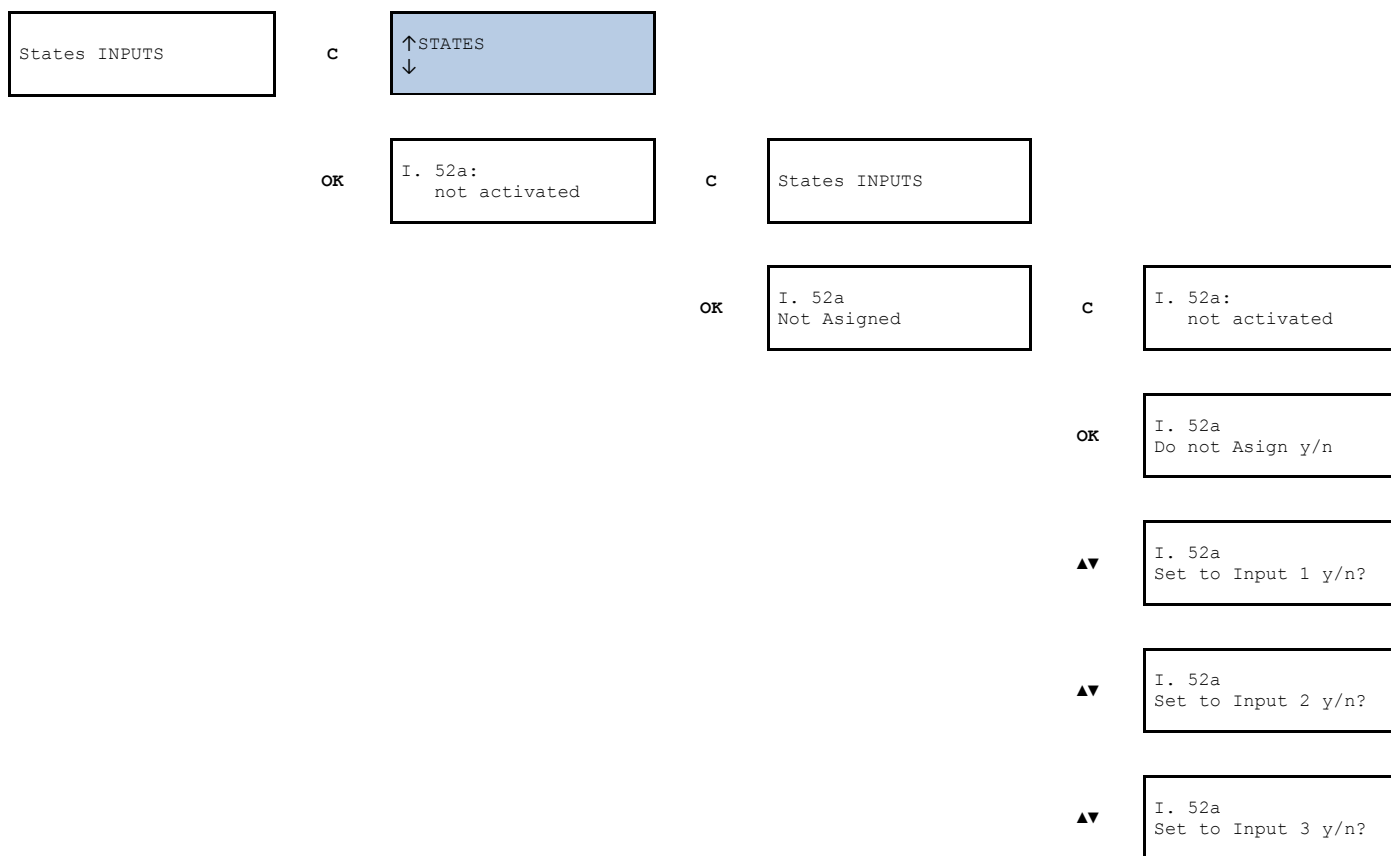 States INPUTS
C
↑STATES
↓
OK
I. 52a:
not activated
C
States INPUTS
OK
I. 52a
Not Asigned
C
I. 52a:
not activated
OK
I. 52a
Do not Asign y/n
▲▼
I. 52a
Set to Input 1 y/n?
▲▼
I. 52a
Set to Input 2 y/n?
▲▼
I. 52a
Set to Input 3 y/n?